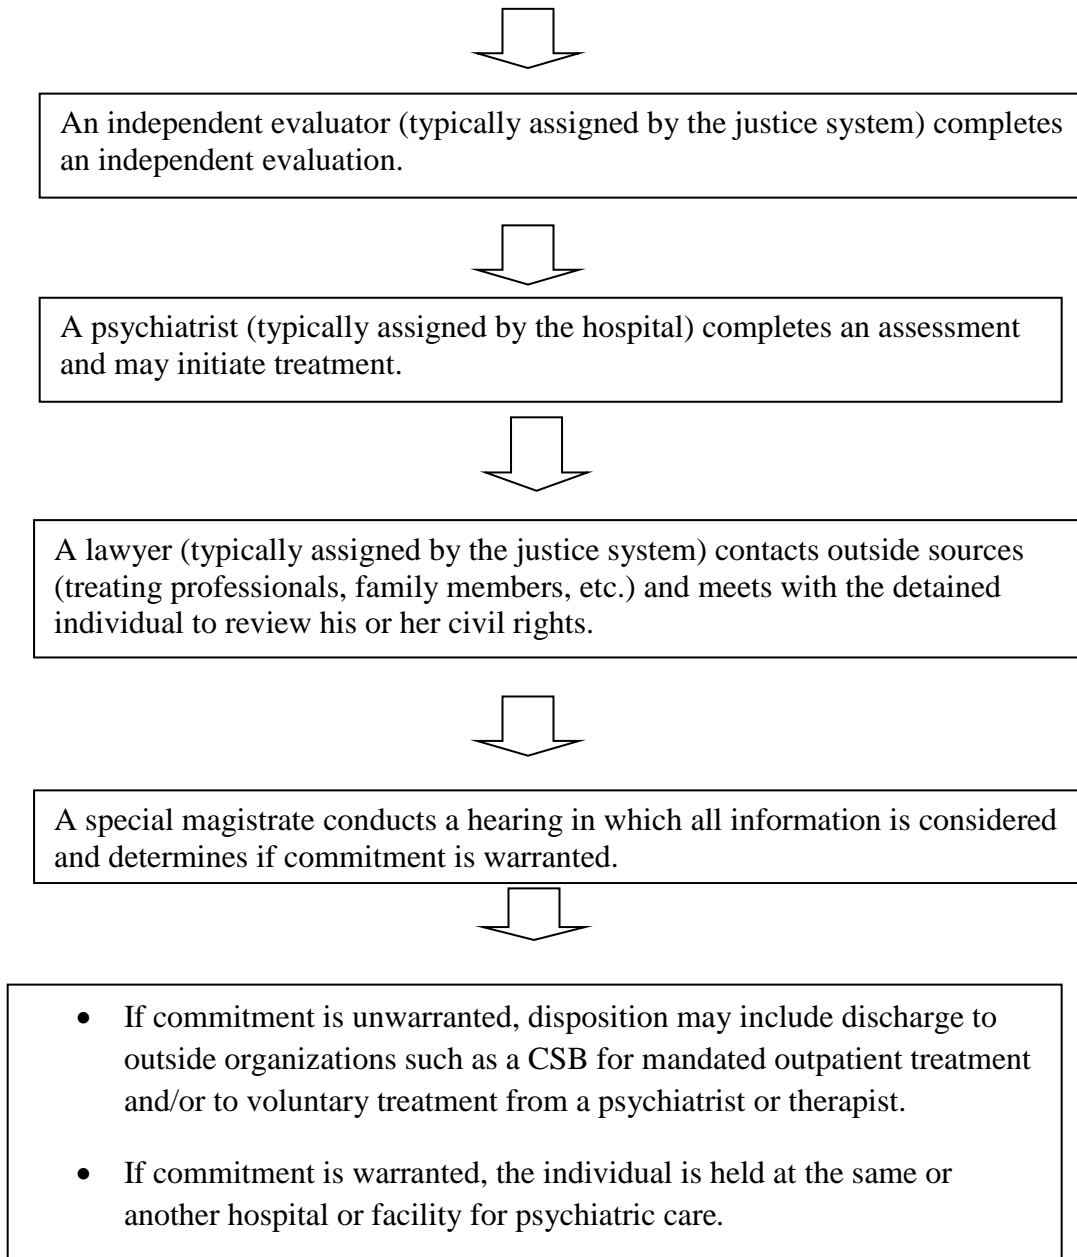 An independent evaluator (typically assigned by the justice system) completes
an independent evaluation.
A psychiatrist (typically assigned by the hospital) completes an assessment
and may initiate treatment.
A lawyer (typically assigned by the justice system) contacts outside sources
(treating professionals, family members, etc.) and meets with the detained
individual to review his or her civil rights.
A special magistrate conducts a hearing in which all information is considered
and determines if commitment is warranted.
• If commitment is unwarranted, disposition may include discharge to
outside organizations such as a CSB for mandated outpatient treatment
and/or to voluntary treatment from a psychiatrist or therapist.
• If commitment is warranted, the individual is held at the same or
another hospital or facility for psychiatric care.